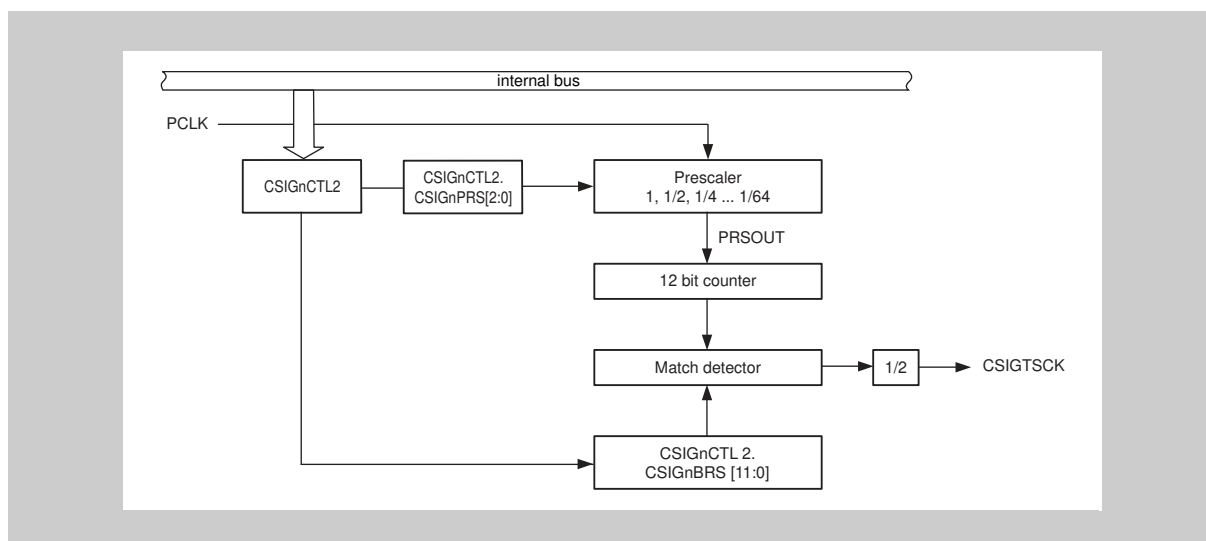 internal bus
PCLK
CSIGnCTL2
CSIGnCTL2.
CSIGnPRS[2:0]
Prescaler
1, 1/2, 1/4 ... 1/64
PRSOUT
12 bit counter
Match detector
1/2
CSIGTSCK
CSIGnCTL 2.
CSIGnBRS [11:0]